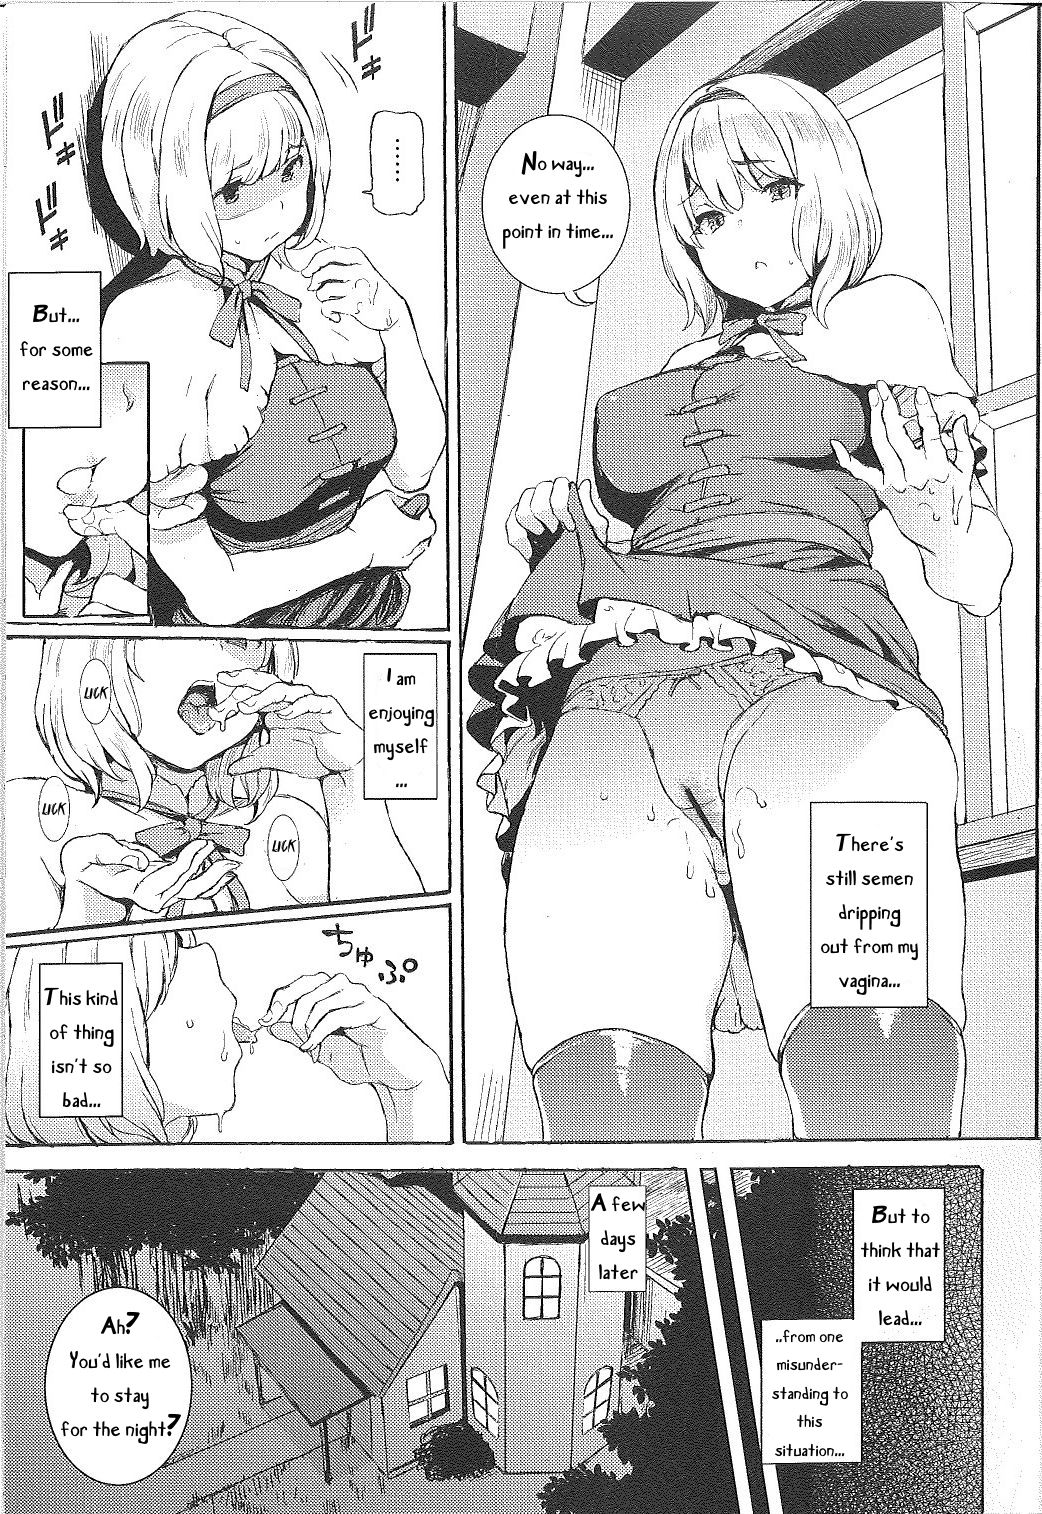 No way...
even at this
point in time...
There's
still semen
dripping
out from my
vagina...
......
ドキ
ドキ
ドキ
But...
for some
reason...
I am
enjoying
myself
...
LICK
LICK
LICK
ちゅぷ
This kind
of thing
isn't so
bad...
But to
think that
it would
lead...
..from one
misunder-
standing to
this
situation...
A few
days
later
Ah?
You'd like me
to stay
for the night?